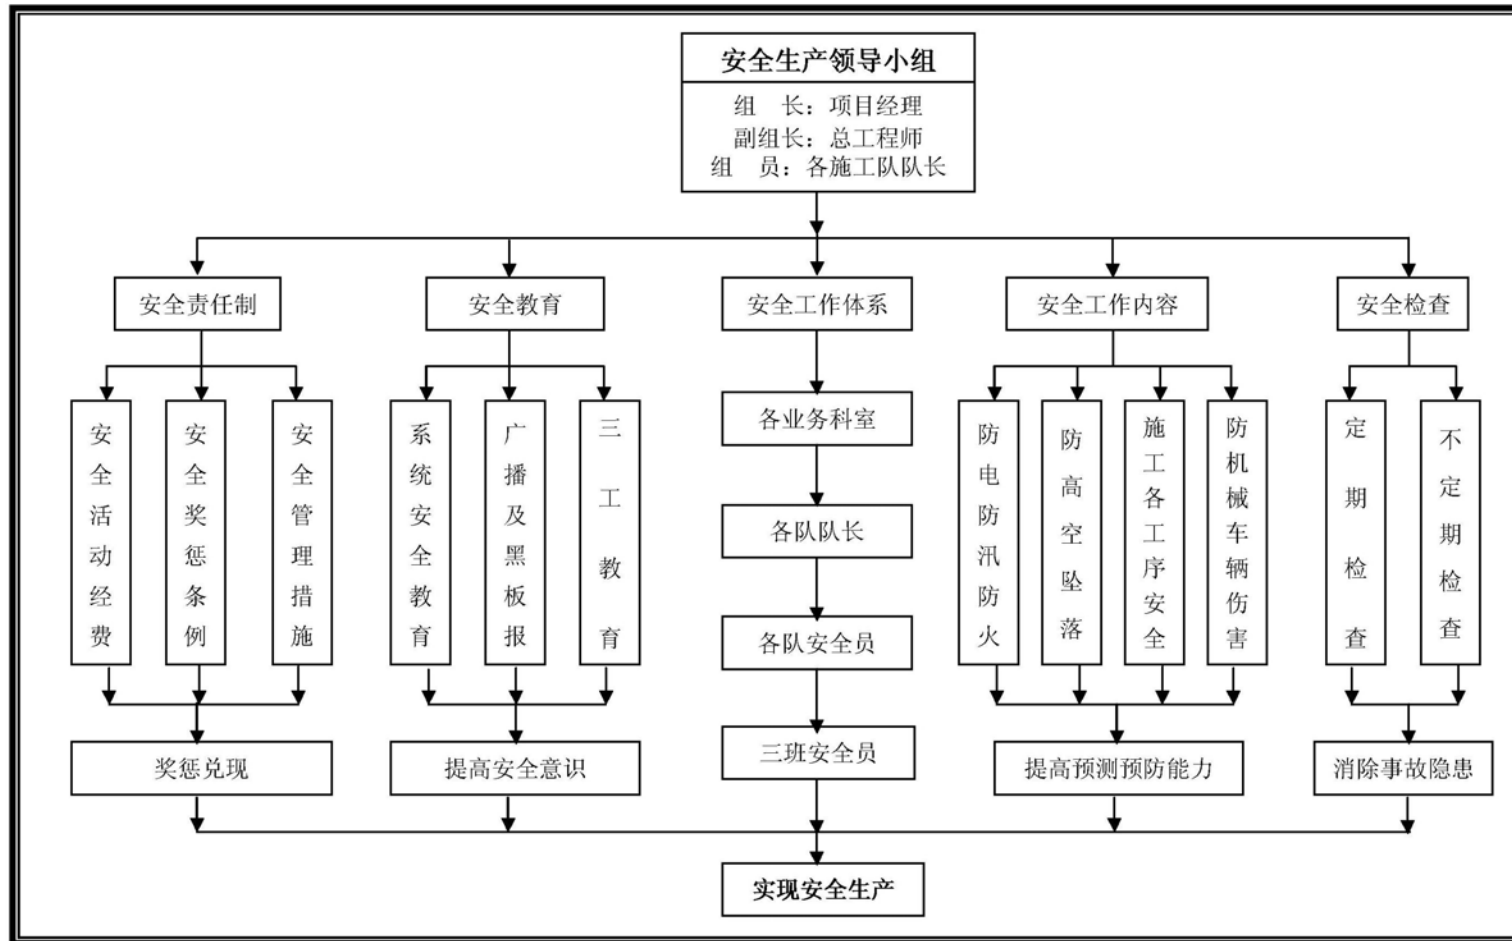 安全生产领导小组
组　长：项目经理
副组长：总工程师
组　员：各施工队队长
安全责任制
安全教育
安全工作体系
安全工作内容
安全检查
安全活动经费
安全奖惩条例
安全管理措施
系统安全教育
广播及黑板报
三工教育
各业务科室
各队队长
各队安全员
三班安全员
防电防汛防火
防高空坠落
施工各工序安全
防机械车辆伤害
定期检查
不定期检查
奖惩兑现
提高安全意识
提高预测预防能力
消除事故隐患
实现安全生产